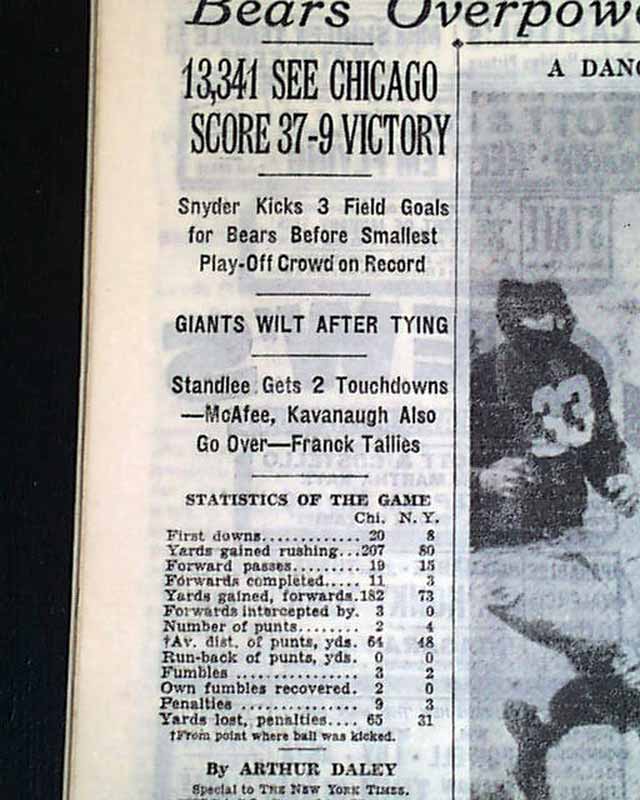 Bears Overpow
A DANG
13,341 SEE CHICAGO
SCORE 37-9 VICTORY
Snyder Kicks 3 Field Goals
for Bears Before Smallest
Play-Off Crowd on Record
GIANTS WILT AFTER TYING
Standlee Gets 2 Touchdowns
—McAfee, Kavanaugh Also
Go Over—Franck Tallies
STATISTICS OF THE GAME
Chi. N. Y.
First downs............. 20 8
Yards gained rushing...207 80
Forward passes......... 19 15
Forwards completed..... 11 3
Yards gained, forwards.182 73
Forwards intercepted by. 3 0
Number of punts........ 2 4
†Av. dist. of punts, yds. 64 48
Run-back of punts, yds. 0 0
Fumbles ............... 3 2
Own fumbles recovered. 2 0
Penalties .............. 9 3
Yards lost, penalties.... 65 31
†From point where ball was kicked.
By ARTHUR DALEY
Special to THE NEW YORK TIMES.
33